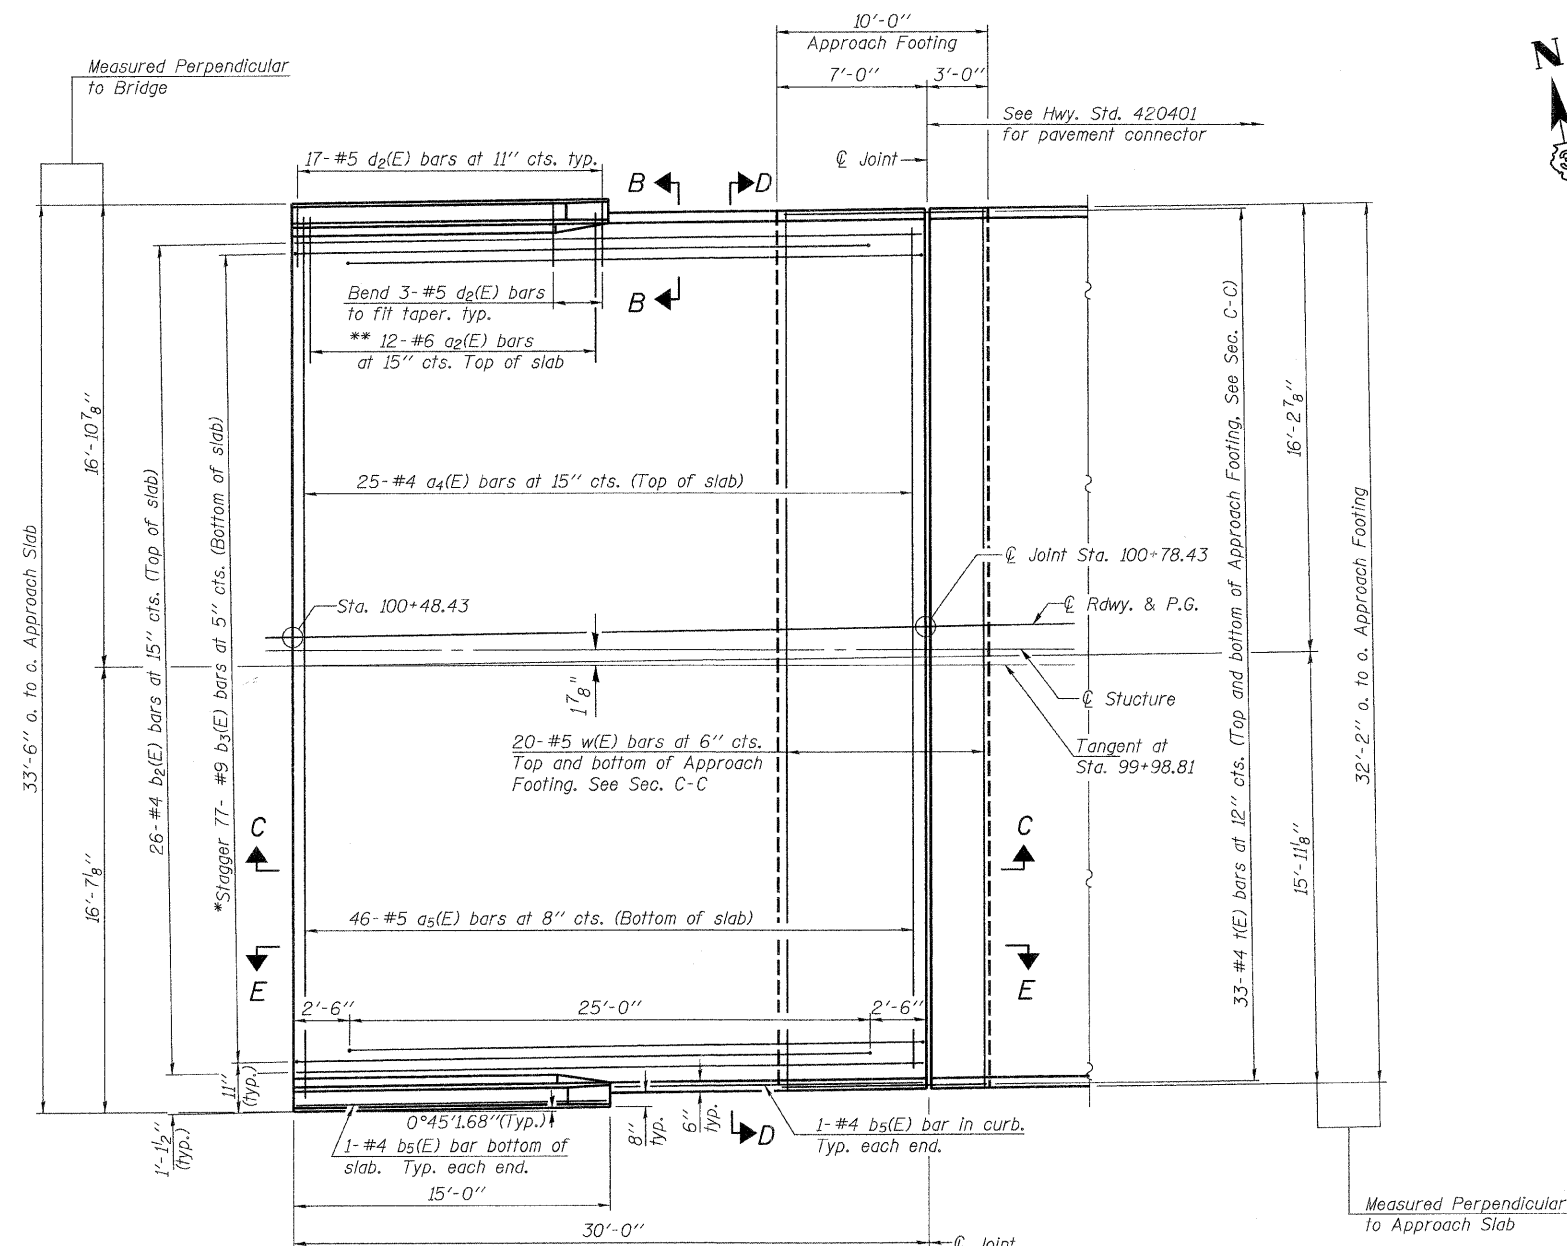 10'-0"
Approach Footing
7'-0"
3'-0"
N
Measured Perpendicular
to Bridge
See Hwy. Std. 420401
for pavement connector
℄ Joint
17-#5 d2(E) bars at 11" cts. typ.
B
D
Bend 3-#5 d2(E) bars
to fit taper. typ.
B
** 12-#6 a2(E) bars
at 15" cts. Top of slab
16'-10 7/8"
16'-2 7/8"
25-#4 a4(E) bars at 15" cts. (Top of slab)
33'-6" o. to o. Approach Slab
26-#4 b2(E) bars at 15" cts. (Top of slab)
*Stagger 77- #9 b3(E) bars at 5" cts. (Bottom of slab)
33-#4 t(E) bars at 12" cts. (Top and bottom of Approach Footing, See Sec. C-C)
32'-2" o. to o. Approach Footing
℄ Joint Sta. 100+78.43
Sta. 100+48.43
℄ Rdwy. & P.G.
1 7/8"
℄ Stucture
20-#5 w(E) bars at 6" cts.
Top and bottom of Approach
Footing. See Sec. C-C
Tangent at
Sta. 99+98.81
C
C
16'-7 1/8"
15'-11 1/8"
46-#5 a5(E) bars at 8" cts. (Bottom of slab)
E
E
2'-6"
25'-0"
2'-6"
11"
(typ.)
1'-1 1/2"
(typ.)
0°45'1.68"(Typ.)
8"
typ.
6"
typ.
D
1-#4 b5(E) bar in curb.
Typ. each end.
1-#4 b5(E) bar bottom of
slab. Typ. each end.
15'-0"
30'-0"
℄ Joint
Measured Perpendicular
to Approach Slab